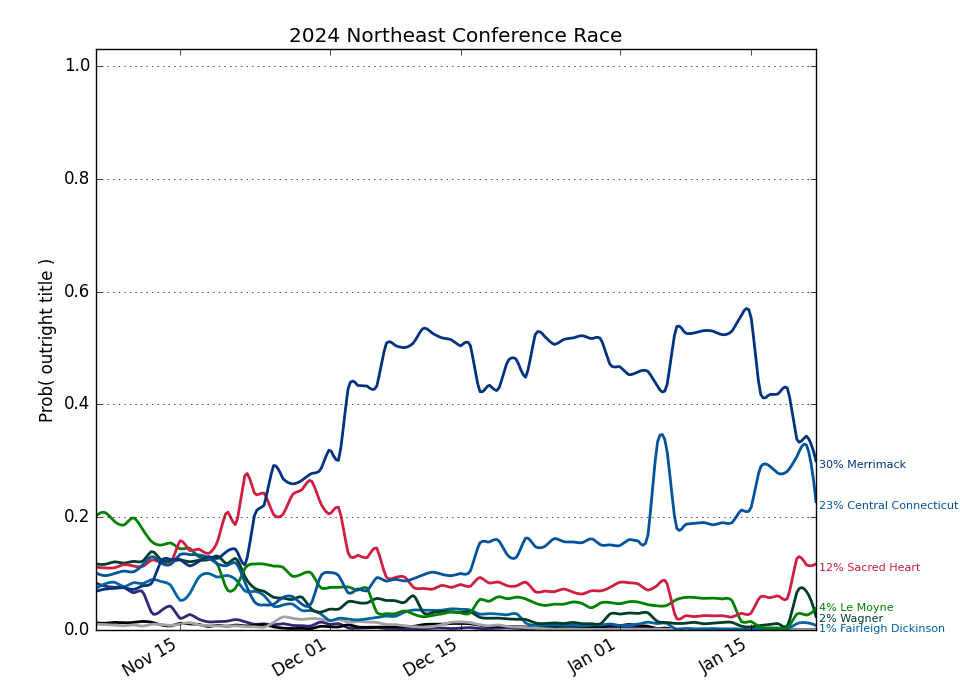 2024 Northeast Conference Race
Prob( outright title )
1.0
0.8
0.6
0.4
0.2
0.0
Nov 15
Dec 01
Dec 15
Jan 01
Jan 15
30% Merrimack
23% Central Connecticut
12% Sacred Heart
4% Le Moyne
2% Wagner
1% Fairleigh Dickinson